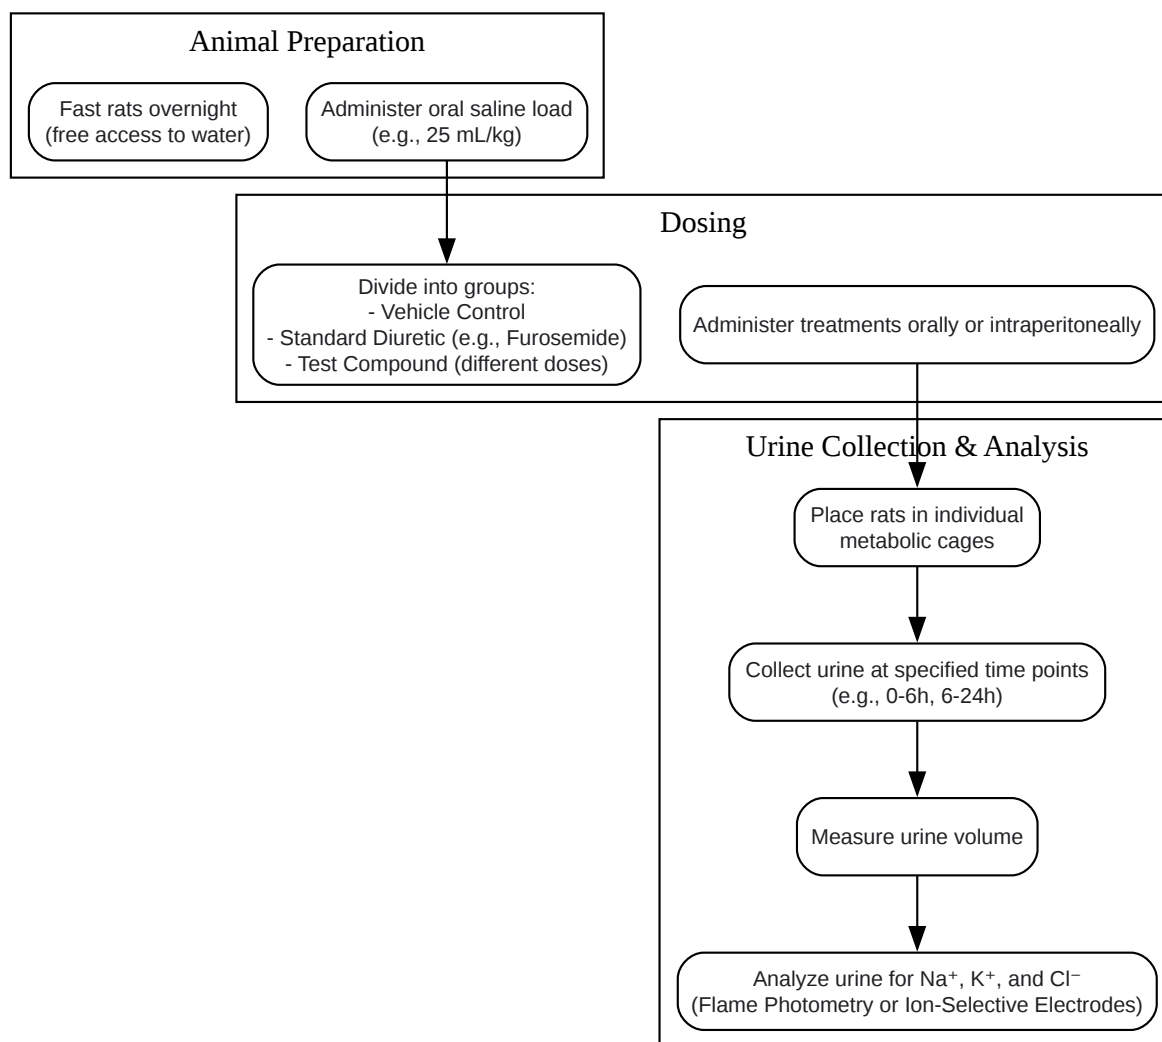 Animal Preparation
Fast rats overnight
(free access to water)
Administer oral saline load
(e.g., 25 mL/kg)
Dosing
Divide into groups:
- Vehicle Control
- Standard Diuretic (e.g., Furosemide)
- Test Compound (different doses)
Administer treatments orally or intraperitoneally
Urine Collection & Analysis
Place rats in individual
metabolic cages
Collect urine at specified time points
(e.g., 0-6h, 6-24h)
Measure urine volume
Analyze urine for Na⁺, K⁺, and Cl⁻
(Flame Photometry or Ion-Selective Electrodes)